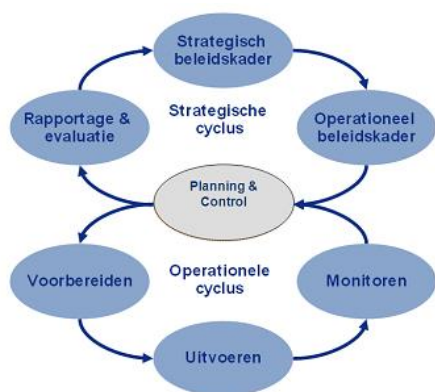 Strategisch
beleidskader
Rapportage &
evaluatie
Strategische
cyclus
Operationeel
beleidskader
Planning &
Control
Voorbereiden
Operationele
cyclus
Monitoren
Uitvoeren